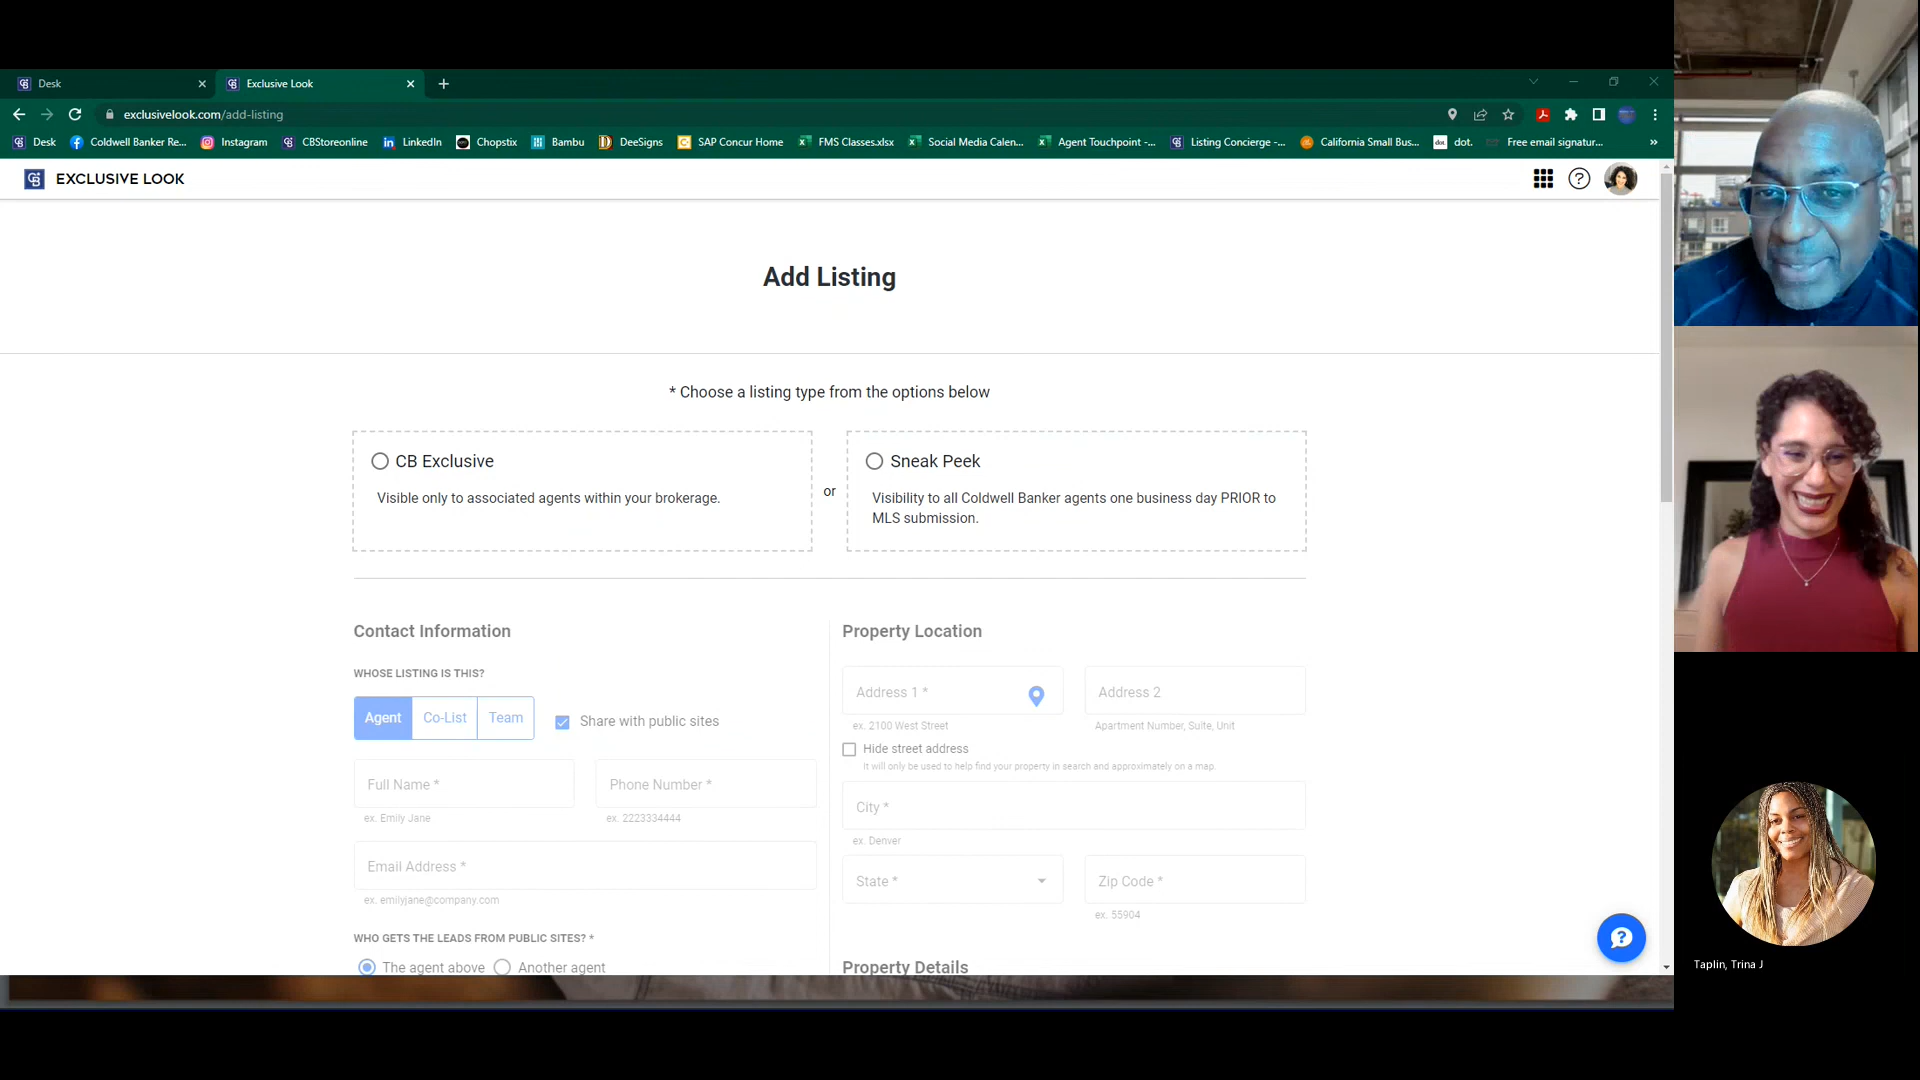 Desk
Exclusive Look
exclusivelook.com/add-listing
Desk Coldwell Banker Re... Instagram CBStoreonline LinkedIn Chopstix Bambu DeeSigns SAP Concur Home FMS Classes.xlsx Social Media Calen... Agent Touchpoint -... Listing Concierge -... California Small Bus... dot. Free email signatur... »
EXCLUSIVE LOOK
Add Listing
* Choose a listing type from the options below
CB Exclusive
Visible only to associated agents within your brokerage.
or
Sneak Peek
Visibility to all Coldwell Banker agents one business day PRIOR to
MLS submission.
Contact Information
WHOSE LISTING IS THIS?
Agent Co-List Team
Share with public sites
Full Name *
ex. Emily Jane
Phone Number *
ex. 2223334444
Email Address *
ex. emilyjane@company.com
WHO GETS THE LEADS FROM PUBLIC SITES? *
The agent above Another agent
Property Location
Address 1 *
ex. 2100 West Street
Address 2
Apartment Number, Suite, Unit
Hide street address
It will only be used to help find your property in search and approximately on a map.
City *
ex. Denver
State *
Zip Code *
ex. 55904
Property Details
Taplin, Trina J